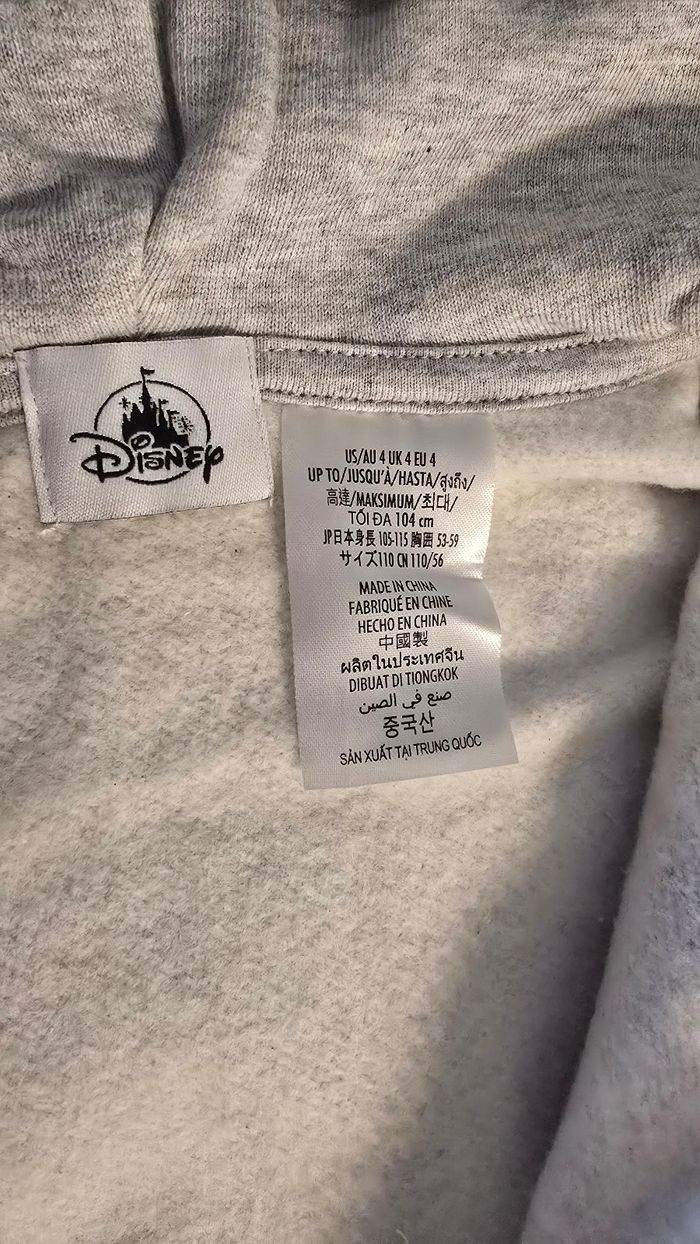 Disney
US/AU 4 UK 4 EU 4
UP TO/JUSQU'À/HASTA/สูงถึง/
高達/MAKSIMUM/최대/
TỐI ĐA 104 cm
JP日本身長 105-115 胸囲 53-59
サイズ110 CN 110/56
MADE IN CHINA
FABRIQUÉ EN CHINE
HECHO EN CHINA
中國製
ผลิตในประเทศจีน
DIBUAT DI TIONGKOK
صنع في الصين
중국산
SẢN XUẤT TẠI TRUNG QUỐC